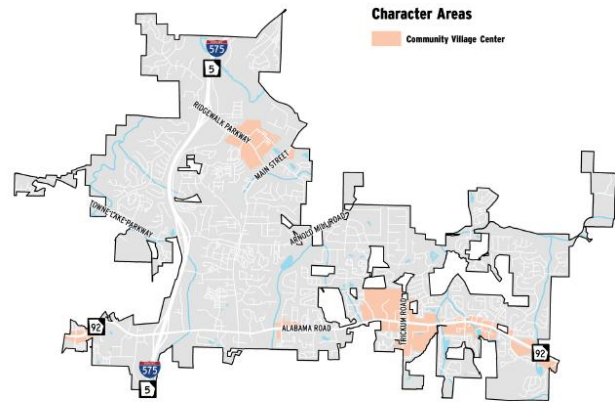 Character Areas
Community Village Center
575
5
RIDGEWALK PARKWAY
MAIN STREET
TOWNE LAKE PARKWAY
ARNOLD MILL ROAD
TRICKUM ROAD
ALABAMA ROAD
92
92
575
5